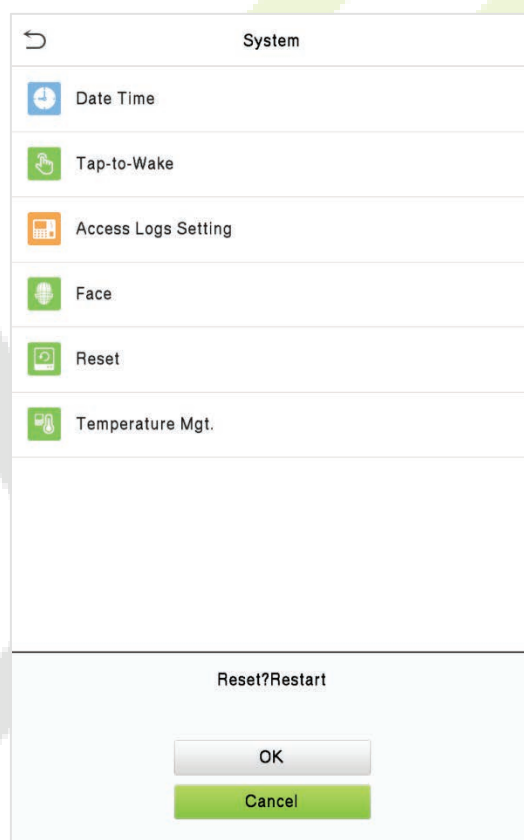 System
Date Time
Tap-to-Wake
Access Logs Setting
Face
Reset
Temperature Mgt.
Reset?Restart
OK
Cancel